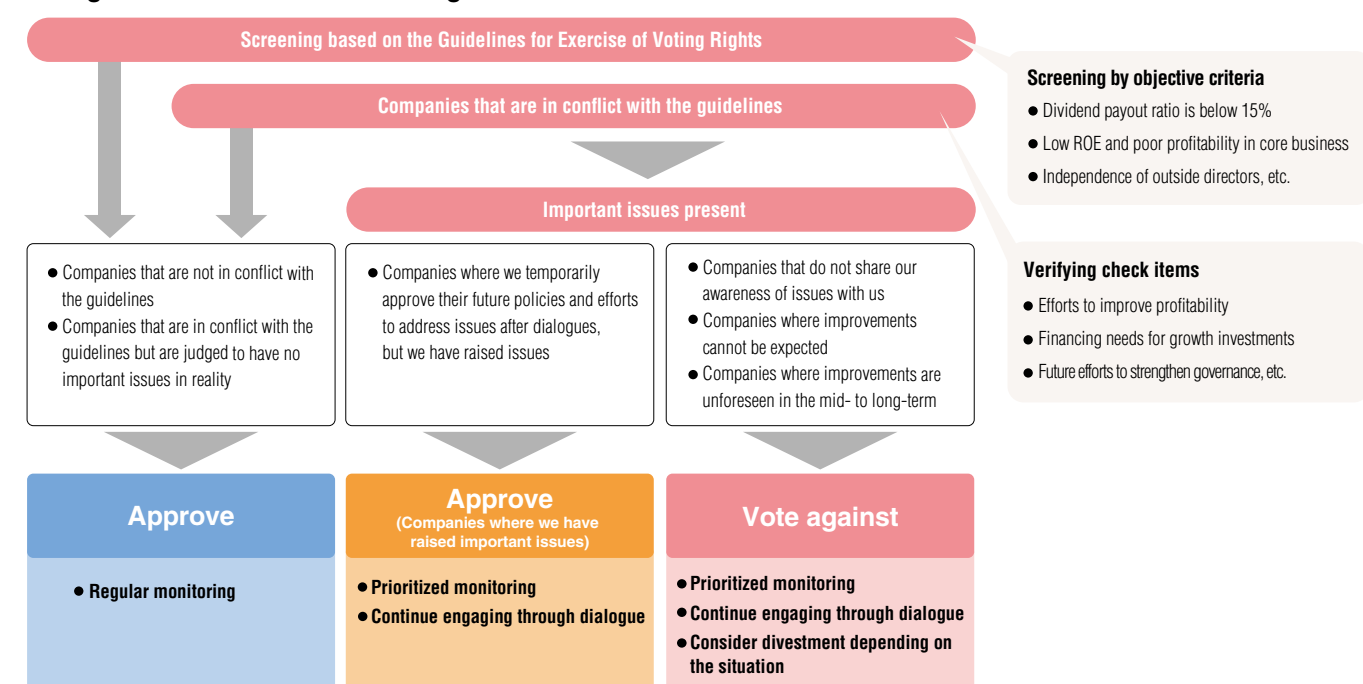 Screening based on the Guidelines for Exercise of Voting Rights
Companies that are in conflict with the guidelines
Important issues present
Screening by objective criteria
● Dividend payout ratio is below 15%
● Low ROE and poor profitability in core business
● Independence of outside directors, etc.
Verifying check items
● Efforts to improve profitability
● Financing needs for growth investments
● Future efforts to strengthen governance, etc.
● Companies that are not in conflict with
the guidelines
● Companies that are in conflict with the
guidelines but are judged to have no
important issues in reality
● Companies where we temporarily
approve their future policies and efforts
to address issues after dialogues,
but we have raised issues
● Companies that do not share our
awareness of issues with us
● Companies where improvements
cannot be expected
● Companies where improvements are
unforeseen in the mid- to long-term
Approve
● Regular monitoring
Approve
(Companies where we have
raised important issues)
● Prioritized monitoring
● Continue engaging through dialogue
Vote against
● Prioritized monitoring
● Continue engaging through dialogue
● Consider divestment depending on
the situation